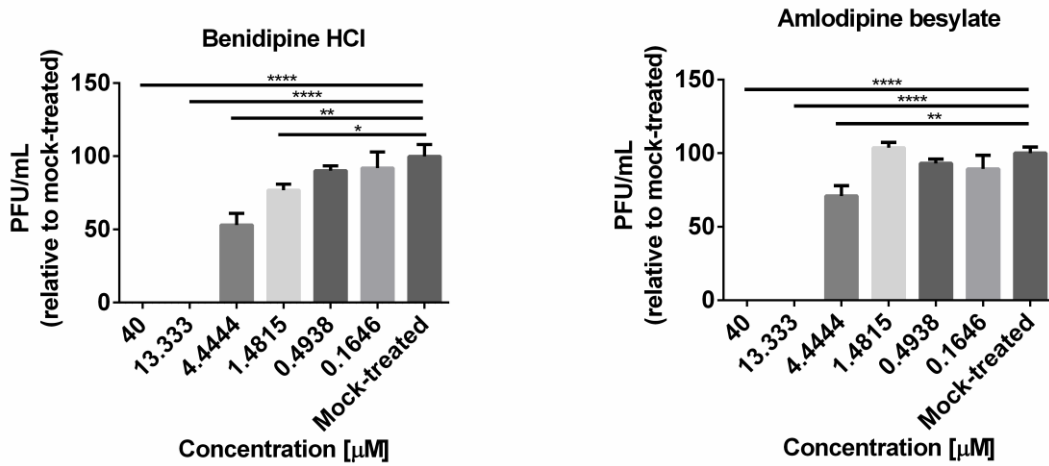 Benidipine HCl
PFU/mL
(relative to mock-treated)
150
100
50
0
****
****
**
*
40
13.333
4.4444
1.4815
0.4938
0.1646
Mock-treated
Concentration [μM]
Amlodipine besylate
PFU/mL
(relative to mock-treated)
150
100
50
0
****
****
**
40
13.333
4.4444
1.4815
0.4938
0.1646
Mock-treated
Concentration [μM]